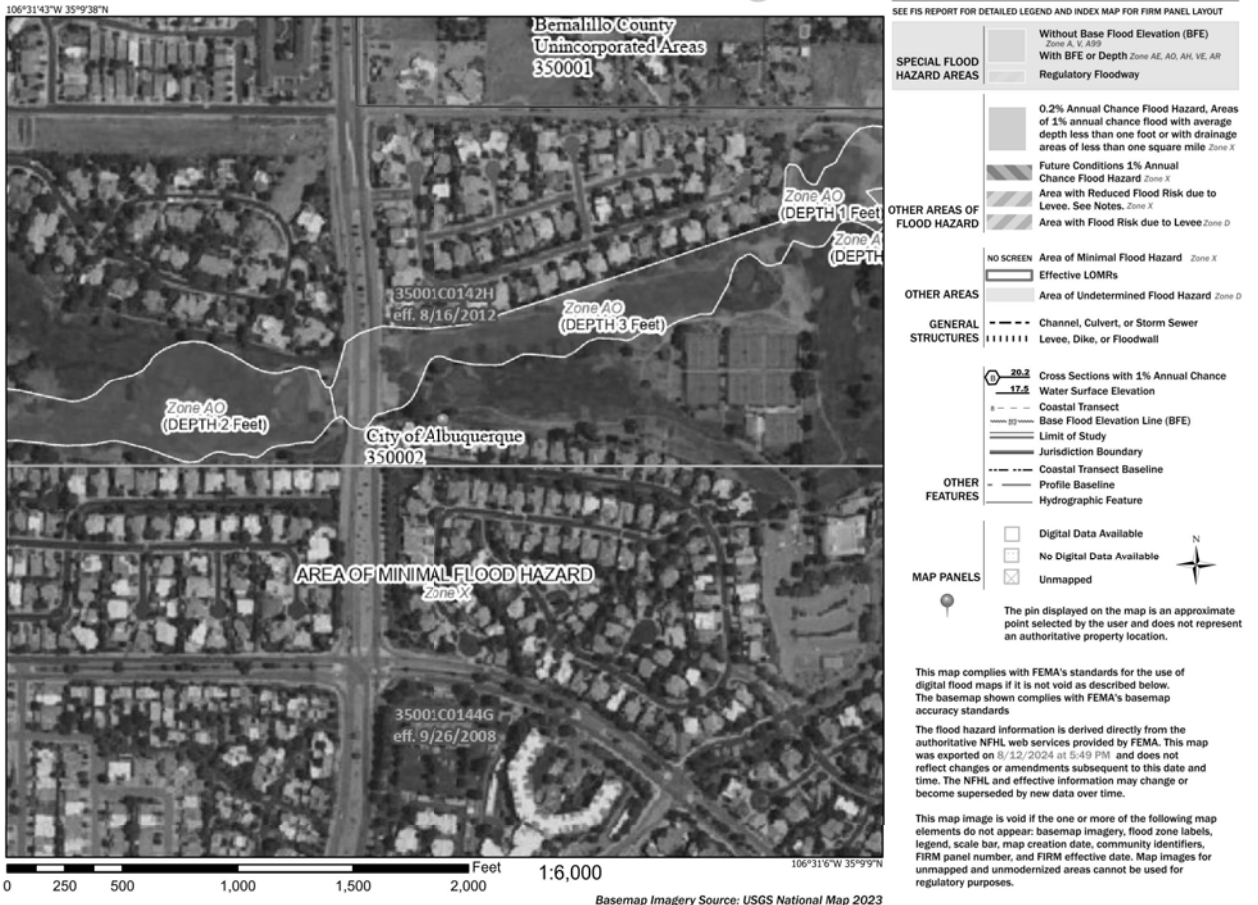 106°31'43"W 35°9'38"N
Bernalillo County
Unincorporated Areas
350001
Zone AO
(DEPTH 1 Feet)
Zone A
(DEPTH
35001C0142H
eff. 8/16/2012
Zone AO
(DEPTH 3 Feet)
Zone AO
(DEPTH 2 Feet)
City of Albuquerque
350002
AREA OF MINIMAL FLOOD HAZARD
Zone X
35001C0144G
eff. 9/26/2008
106°31'6"W 35°9'9"N
Feet
1:6,000
0 250 500 1,000 1,500 2,000
Basemap Imagery Source: USGS National Map 2023
SEE FIS REPORT FOR DETAILED LEGEND AND INDEX MAP FOR FIRM PANEL LAYOUT
SPECIAL FLOOD
HAZARD AREAS
Without Base Flood Elevation (BFE)
Zone A, V, A99
With BFE or Depth Zone AE, AO, AH, VE, AR
Regulatory Floodway
OTHER AREAS OF
FLOOD HAZARD
0.2% Annual Chance Flood Hazard, Areas
of 1% annual chance flood with average
depth less than one foot or with drainage
areas of less than one square mile Zone X
Future Conditions 1% Annual
Chance Flood Hazard Zone X
Area with Reduced Flood Risk due to
Levee. See Notes. Zone X
Area with Flood Risk due to Levee Zone D
OTHER AREAS
NO SCREEN Area of Minimal Flood Hazard Zone X
Effective LOMRs
Area of Undetermined Flood Hazard Zone D
GENERAL
STRUCTURES
Channel, Culvert, or Storm Sewer
Levee, Dike, or Floodwall
OTHER
FEATURES
B 20.2 Cross Sections with 1% Annual Chance
17.5 Water Surface Elevation
8 Coastal Transect
513 Base Flood Elevation Line (BFE)
Limit of Study
Jurisdiction Boundary
Coastal Transect Baseline
Profile Baseline
Hydrographic Feature
MAP PANELS
Digital Data Available
No Digital Data Available
Unmapped
N
The pin displayed on the map is an approximate
point selected by the user and does not represent
an authoritative property location.
This map complies with FEMA's standards for the use of
digital flood maps if it is not void as described below.
The basemap shown complies with FEMA's basemap
accuracy standards
The flood hazard information is derived directly from the
authoritative NFHL web services provided by FEMA. This map
was exported on 8/12/2024 at 5:49 PM and does not
reflect changes or amendments subsequent to this date and
time. The NFHL and effective information may change or
become superseded by new data over time.
This map image is void if the one or more of the following map
elements do not appear: basemap imagery, flood zone labels,
legend, scale bar, map creation date, community identifiers,
FIRM panel number, and FIRM effective date. Map images for
unmapped and unmodernized areas cannot be used for
regulatory purposes.